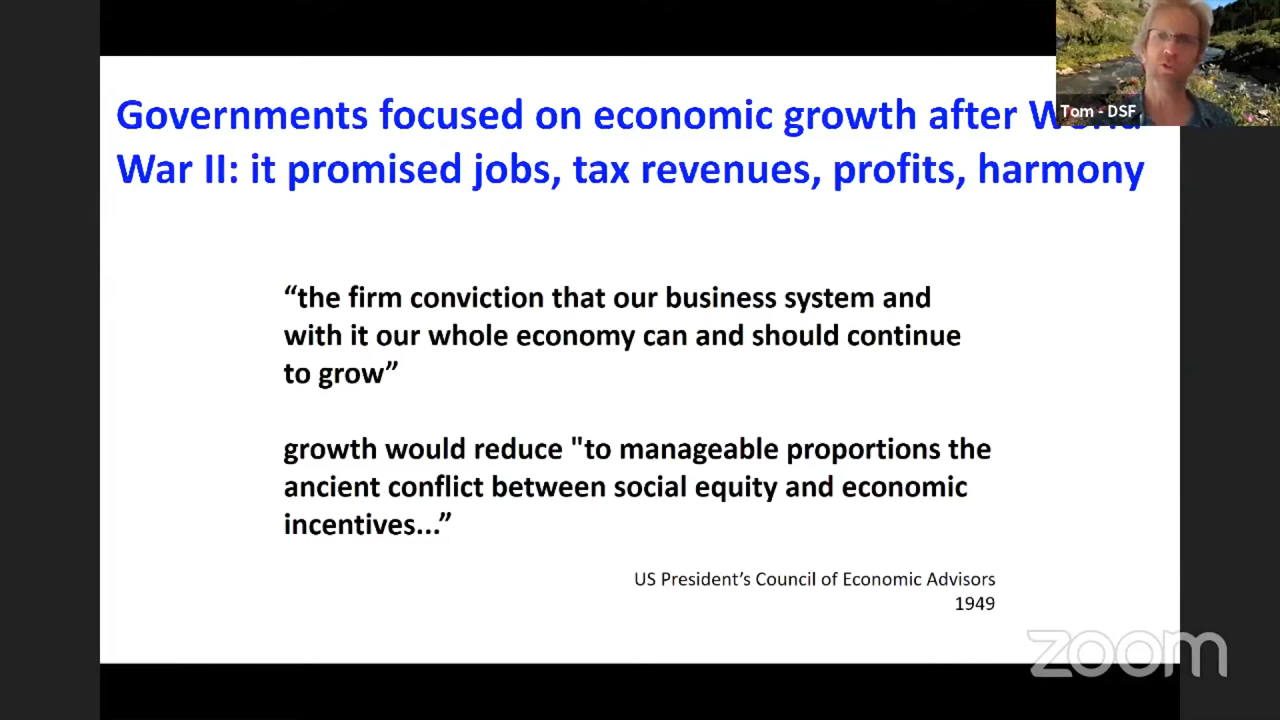 Governments focused on economic growth after World
War II: it promised jobs, tax revenues, profits, harmony
Tom - DSF
“the firm conviction that our business system and
with it our whole economy can and should continue
to grow”
growth would reduce "to manageable proportions the
ancient conflict between social equity and economic
incentives...”
US President’s Council of Economic Advisors
1949
zoom